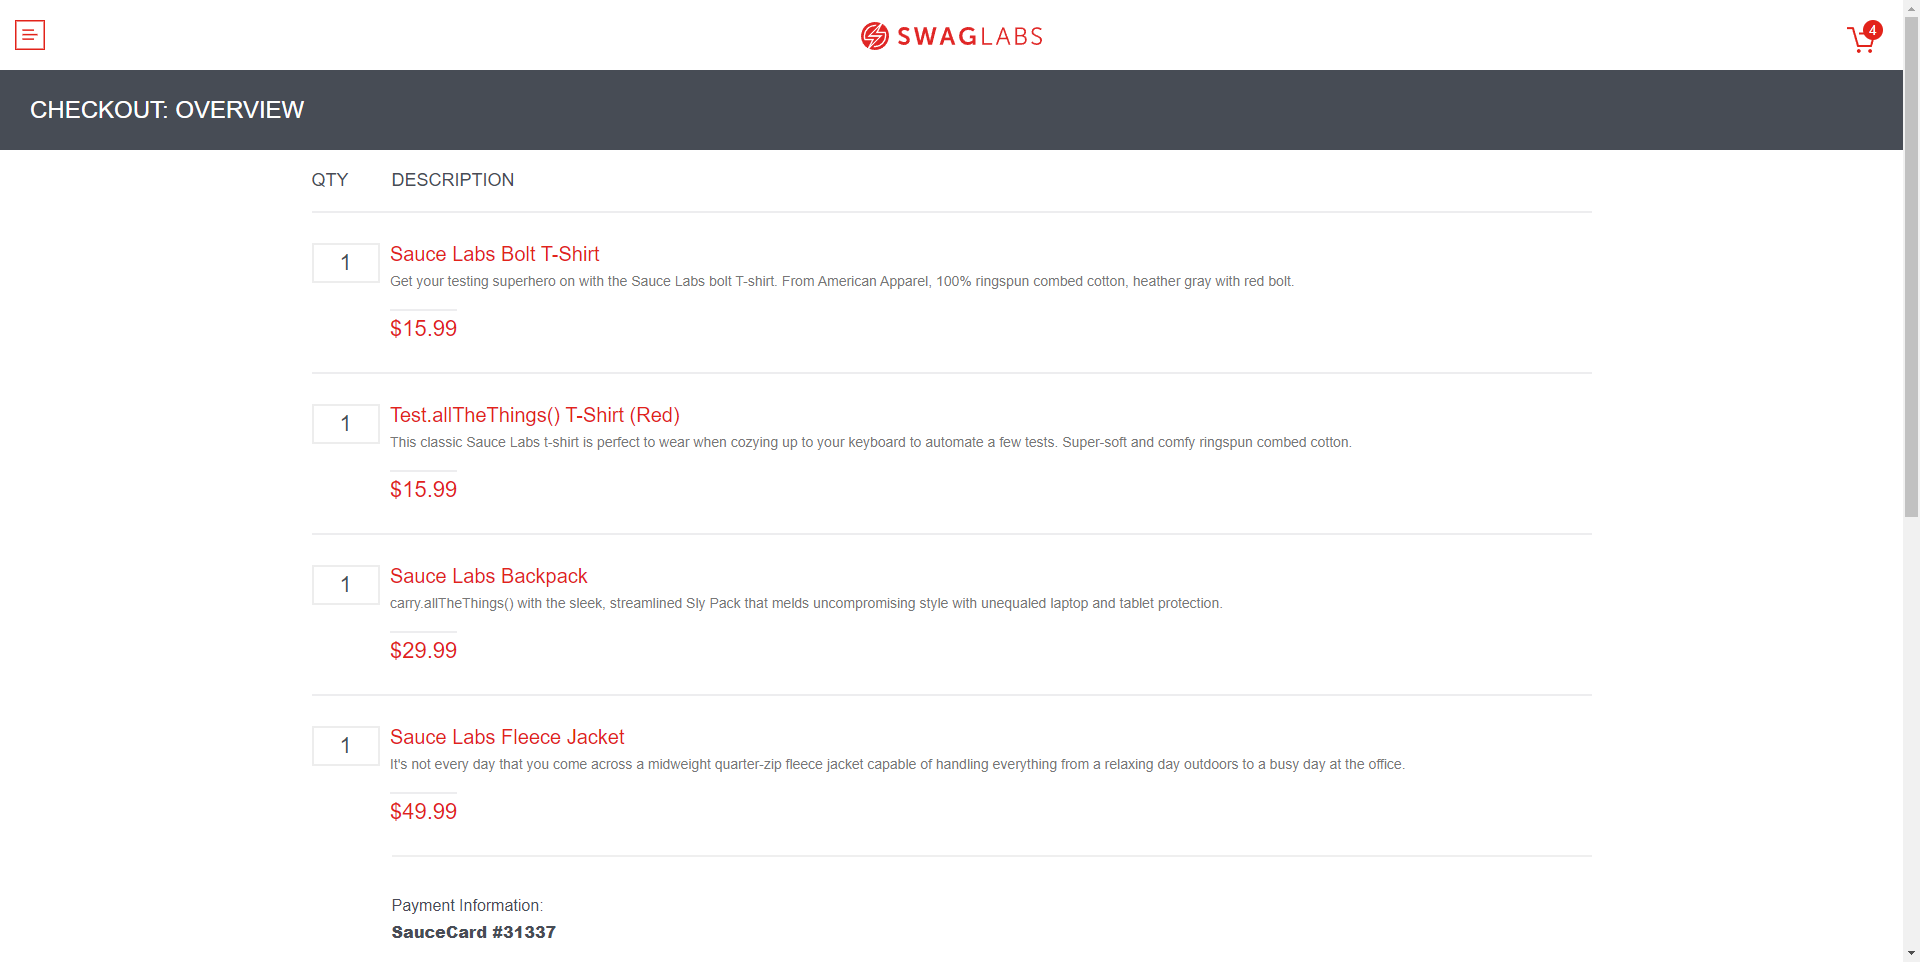 SWAGLABS
4
CHECKOUT: OVERVIEW
QTY DESCRIPTION
1
Sauce Labs Bolt T-Shirt
Get your testing superhero on with the Sauce Labs bolt T-shirt. From American Apparel, 100% ringspun combed cotton, heather gray with red bolt.
$15.99
1
Test.allTheThings() T-Shirt (Red)
This classic Sauce Labs t-shirt is perfect to wear when cozying up to your keyboard to automate a few tests. Super-soft and comfy ringspun combed cotton.
$15.99
1
Sauce Labs Backpack
carry.allTheThings() with the sleek, streamlined Sly Pack that melds uncompromising style with unequaled laptop and tablet protection.
$29.99
1
Sauce Labs Fleece Jacket
It's not every day that you come across a midweight quarter-zip fleece jacket capable of handling everything from a relaxing day outdoors to a busy day at the office.
$49.99
Payment Information:
SauceCard #31337